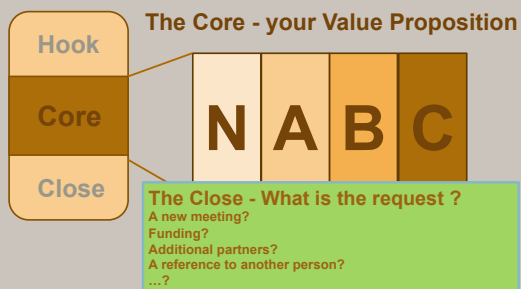 The Core - your Value Proposition
Hook
Core
Close
N A B C
The Close - What is the request ?
A new meeting?
Funding?
Additional partners?
A reference to another person?
...?